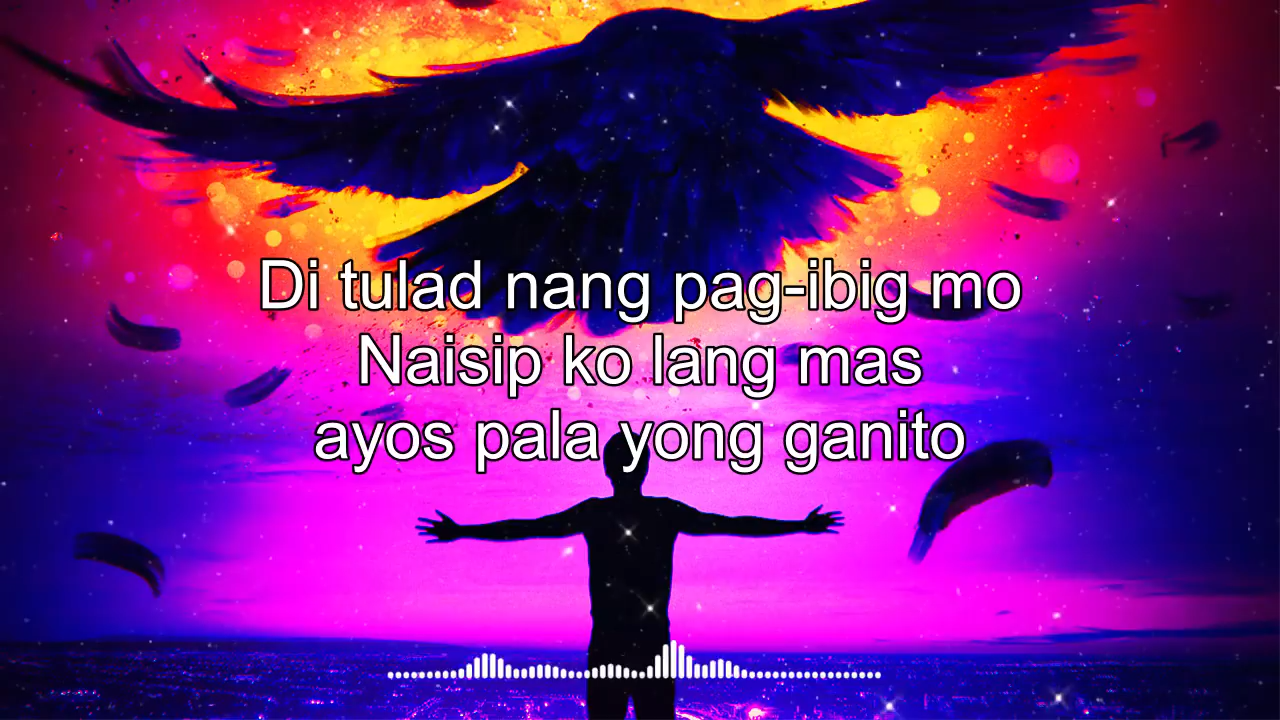 Di tulad nang pag-ibig mo
Naisip ko lang mas
ayos pala yong ganito